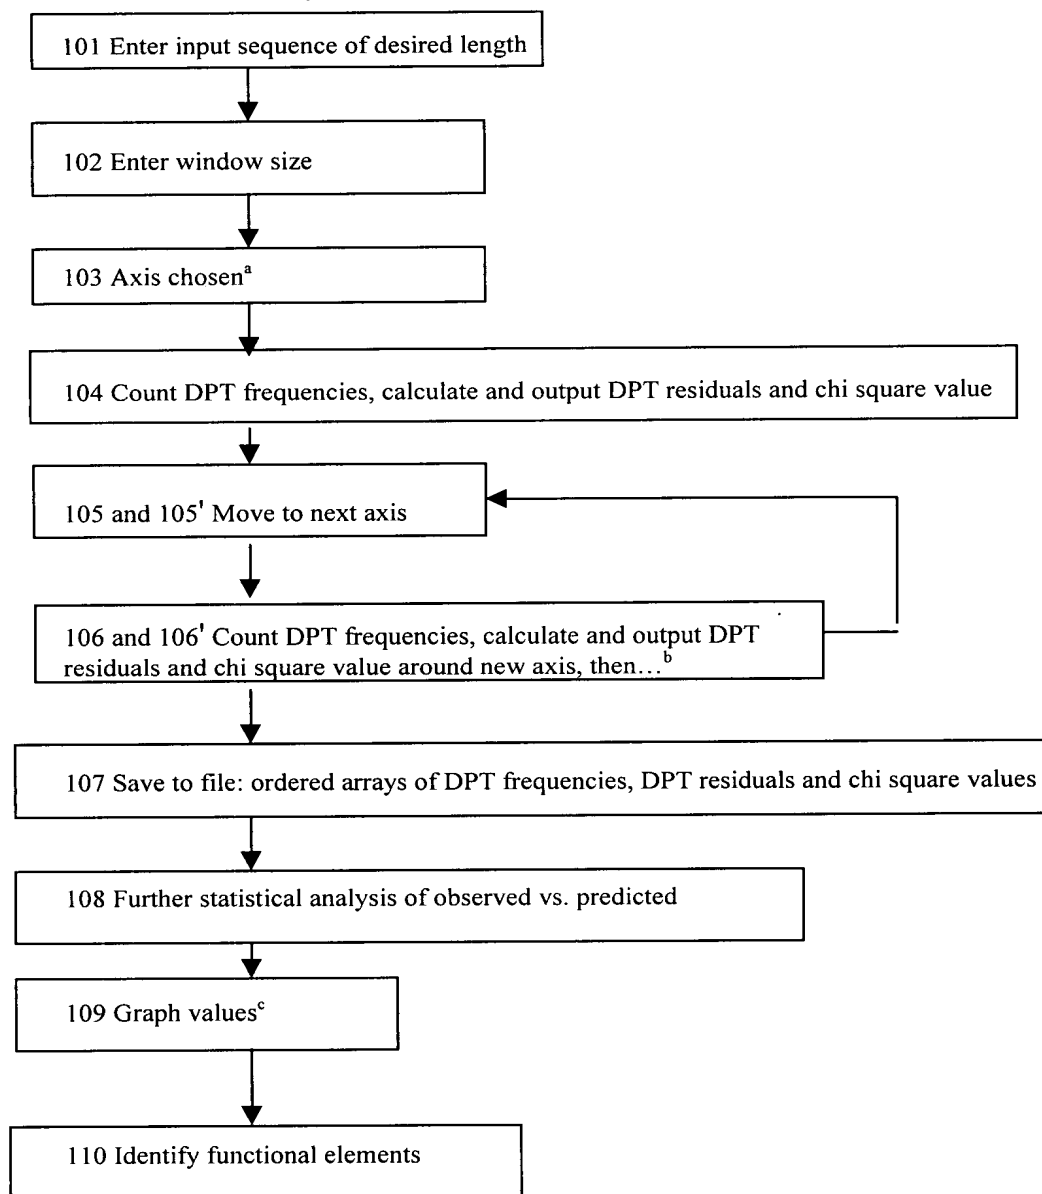 101 Enter input sequence of desired length
102 Enter window size
103 Axis chosenᵃ
104 Count DPT frequencies, calculate and output DPT residuals and chi square value
105 and 105' Move to next axis
106 and 106' Count DPT frequencies, calculate and output DPT
residuals and chi square value around new axis, then…ᵇ
107 Save to file: ordered arrays of DPT frequencies, DPT residuals and chi square values
108 Further statistical analysis of observed vs. predicted
109 Graph valuesᶜ
110 Identify functional elements